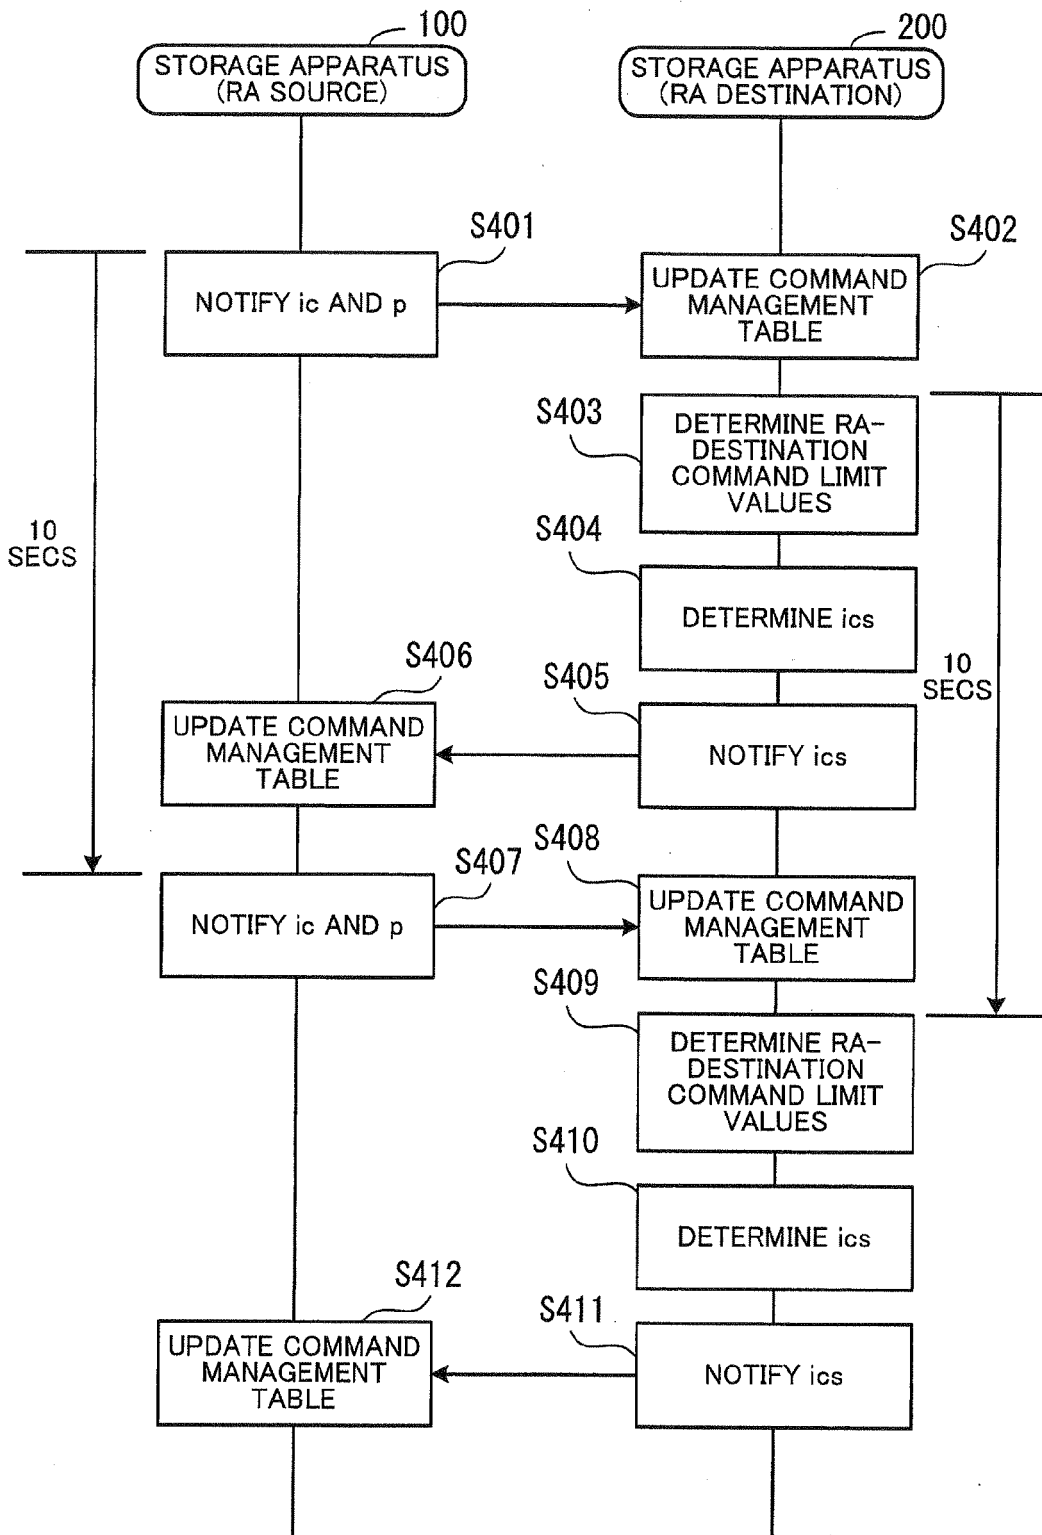 100
STORAGE APPARATUS
(RA SOURCE)
200
STORAGE APPARATUS
(RA DESTINATION)
S401
NOTIFY ic AND p
S402
UPDATE COMMAND
MANAGEMENT
TABLE
S403
DETERMINE RA-
DESTINATION
COMMAND LIMIT
VALUES
10
SECS
S404
DETERMINE ics
10
SECS
S405
NOTIFY ics
S406
UPDATE COMMAND
MANAGEMENT
TABLE
S407
NOTIFY ic AND p
S408
UPDATE COMMAND
MANAGEMENT
TABLE
S409
DETERMINE RA-
DESTINATION
COMMAND LIMIT
VALUES
S410
DETERMINE ics
S411
NOTIFY ics
S412
UPDATE COMMAND
MANAGEMENT
TABLE